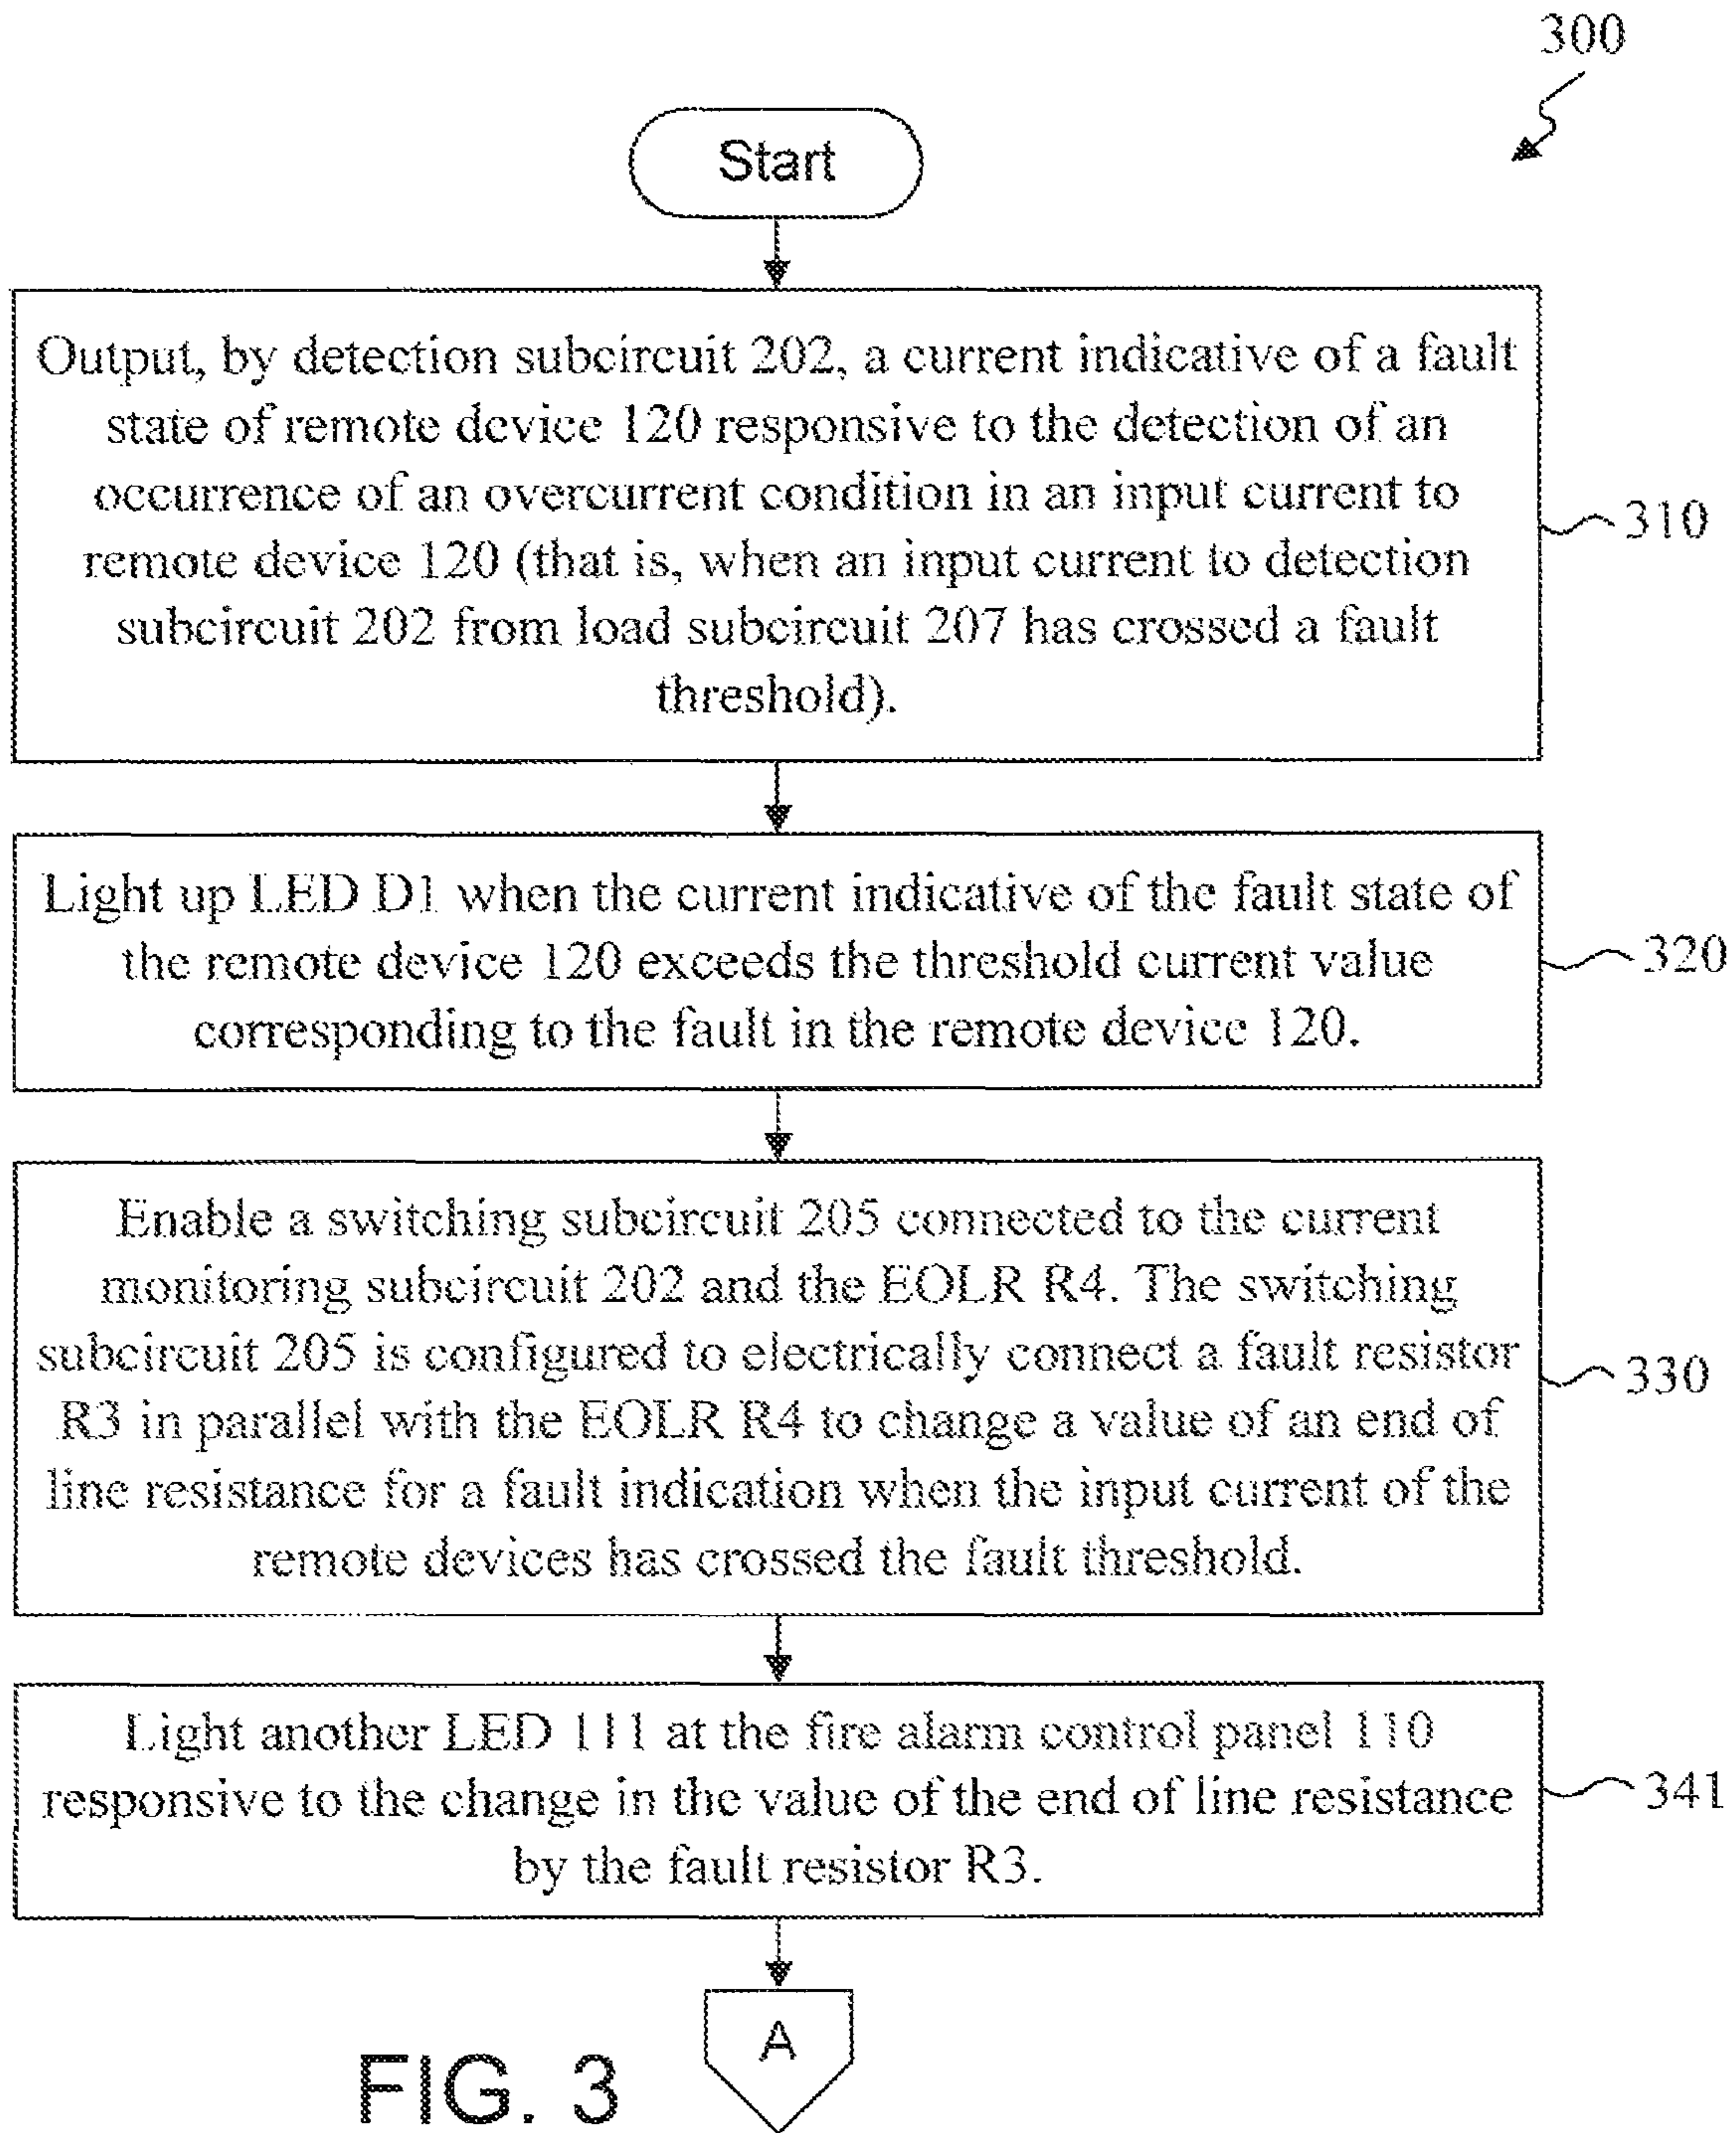 300
Start
Output, by detection subcircuit 202, a current indicative of a fault
state of remote device 120 responsive to the detection of an
occurrence of an overcurrent condition in an input current to
remote device 120 (that is, when an input current to detection
subcircuit 202 from load subcircuit 207 has crossed a fault
threshold).
310
Light up LED D1 when the current indicative of the fault state of
the remote device 120 exceeds the threshold current value
corresponding to the fault in the remote device 120.
320
Enable a switching subcircuit 205 connected to the current
monitoring subcircuit 202 and the EOLR R4. The switching
subcircuit 205 is configured to electrically connect a fault resistor
R3 in parallel with the EOLR R4 to change a value of an end of
line resistance for a fault indication when the input current of the
remote devices has crossed the fault threshold.
330
Light another LED 111 at the fire alarm control panel 110
responsive to the change in the value of the end of line resistance
by the fault resistor R3.
341
A
FIG. 3